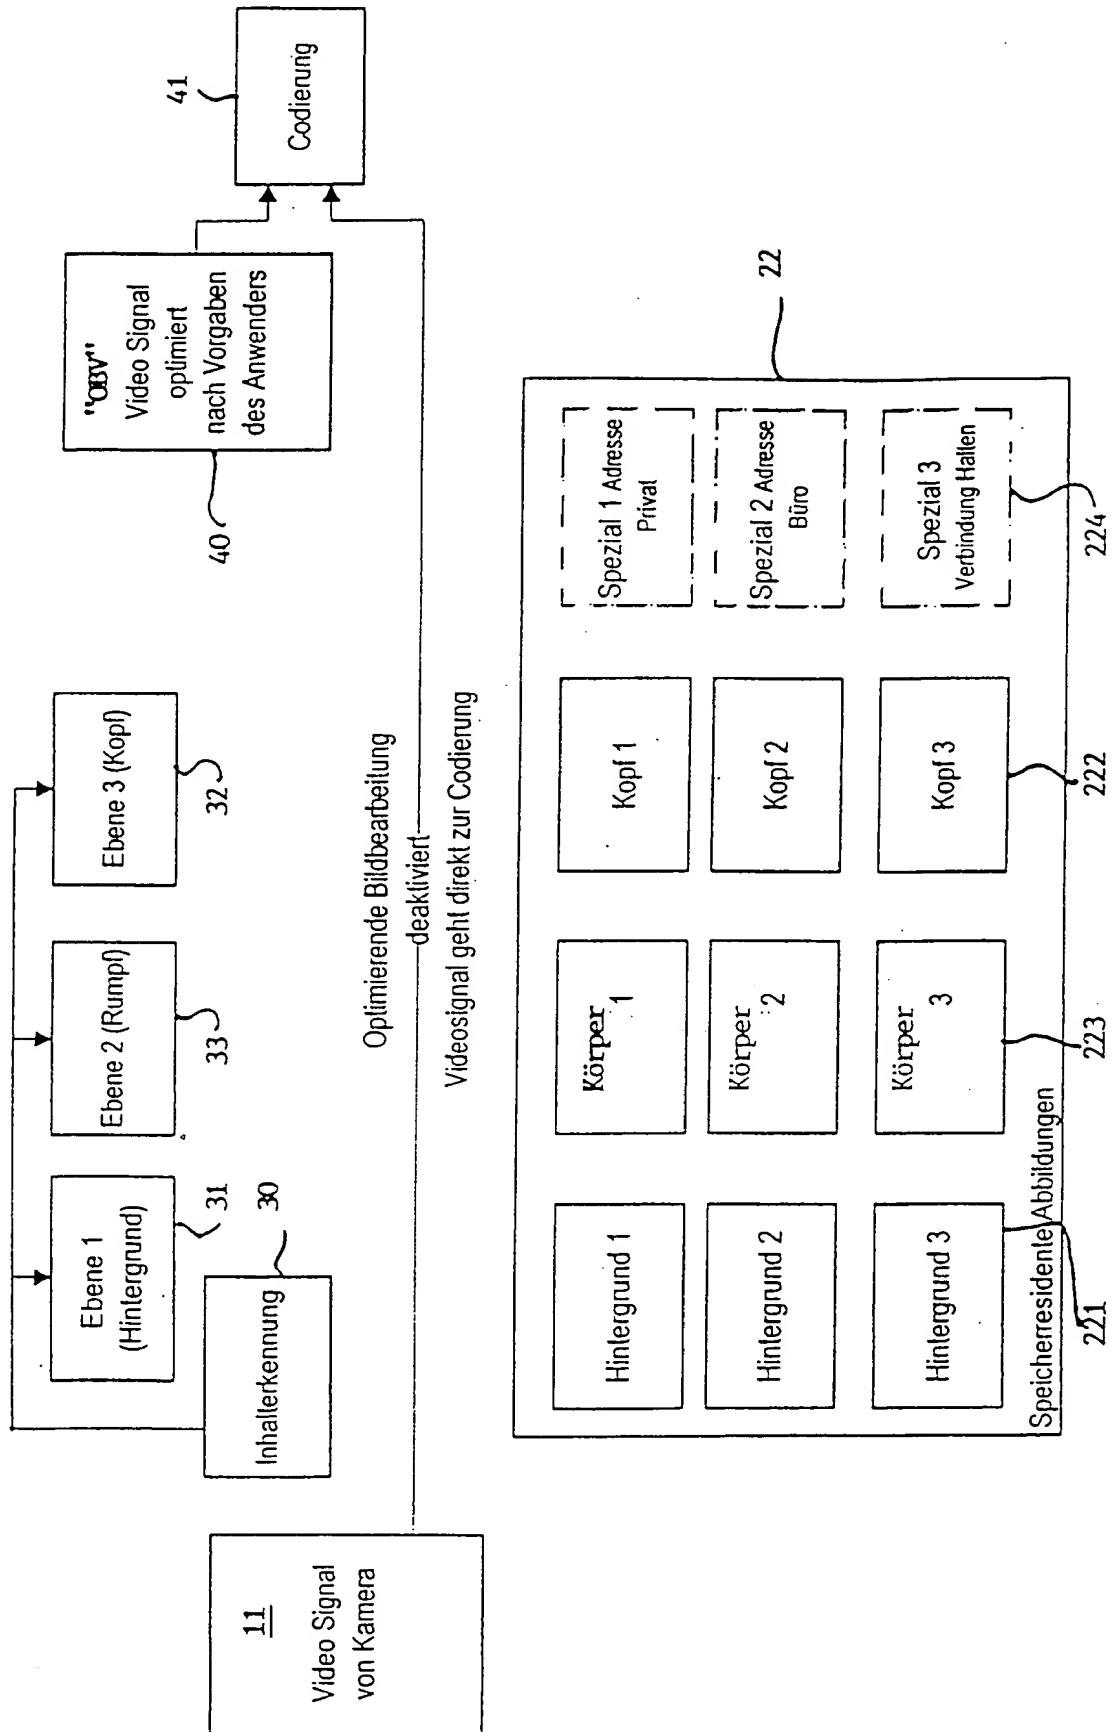 11
Video Signal
von Kamera
Inhalterkennung
30
Ebene 1
(Hintergrund)
31
Ebene 2 (Rumpf)
33
Ebene 3 (Kopf)
32
"OBV"
Video Signal
optimiert
nach Vorgaben
des Anwenders
40
Codierung
41
Optimierende Bildbearbeitung
deaktiviert
Videosignal geht direkt zur Codierung
22
Hintergrund 1
Körper 1
Kopf 1
Spezial 1 Adresse
Privat
Hintergrund 2
Körper 2
Kopf 2
Spezial 2 Adresse
Büro
Hintergrund 3
Körper 3
Kopf 3
Spezial 3
Verbindung Halten
Speicherresidente Abbildungen
221
223
222
224